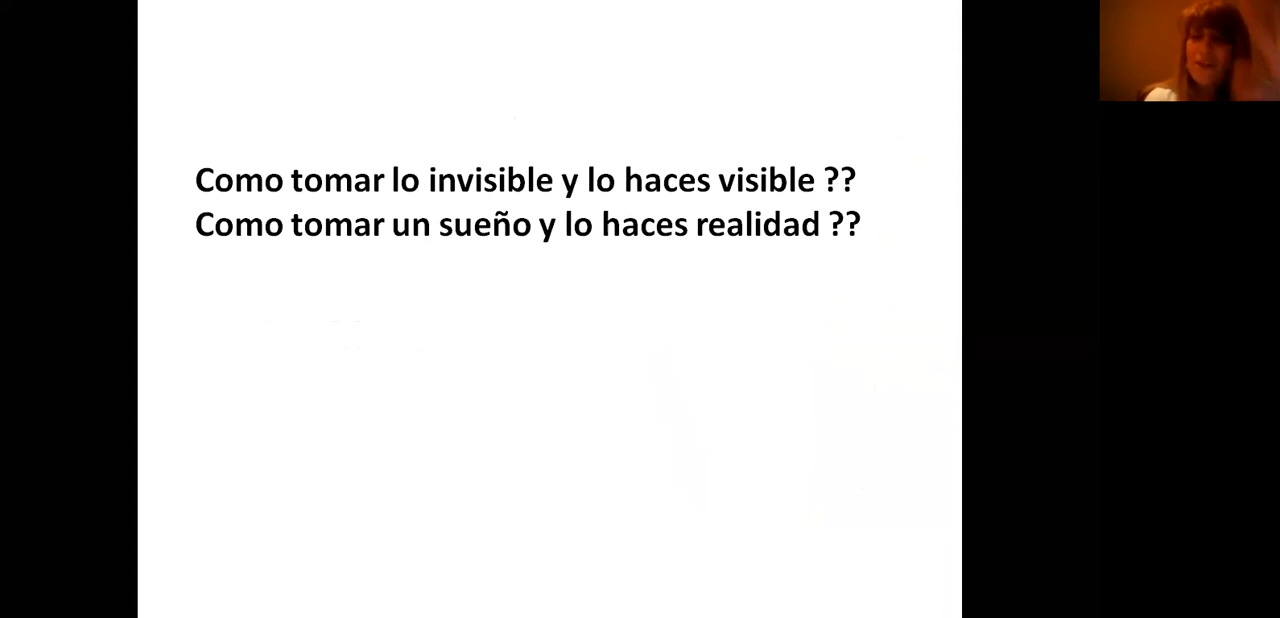 Como tomar lo invisible y lo haces visible ??
Como tomar un sueño y lo haces realidad ??